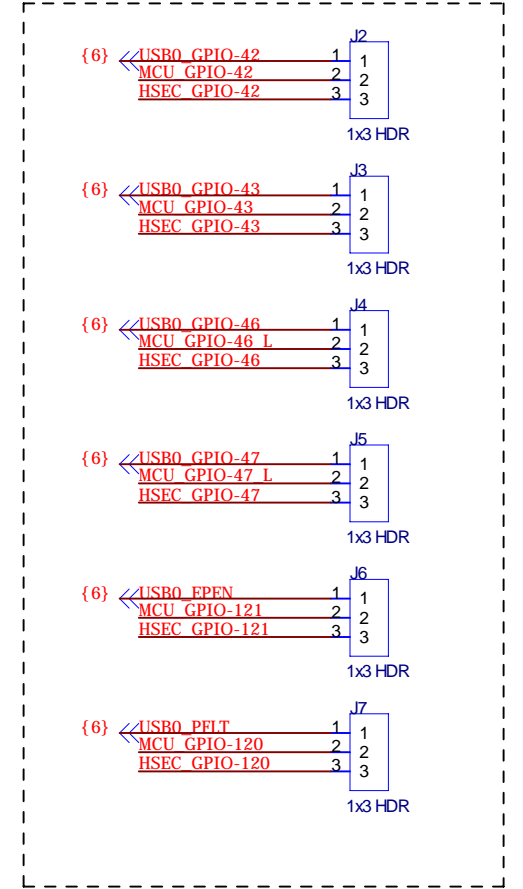 J2
{6} USB0_GPIO-42 1 1
MCU_GPIO-42 2 2
HSEC_GPIO-42 3 3
1x3 HDR
J3
{6} USB0_GPIO-43 1 1
MCU_GPIO-43 2 2
HSEC_GPIO-43 3 3
1x3 HDR
J4
{6} USB0_GPIO-46 1 1
MCU_GPIO-46_L 2 2
HSEC_GPIO-46 3 3
1x3 HDR
J5
{6} USB0_GPIO-47 1 1
MCU_GPIO-47_L 2 2
HSEC_GPIO-47 3 3
1x3 HDR
J6
{6} USB0_EPEN 1 1
MCU_GPIO-121 2 2
HSEC_GPIO-121 3 3
1x3 HDR
J7
{6} USB0_PFLT 1 1
MCU_GPIO-120 2 2
HSEC_GPIO-120 3 3
1x3 HDR